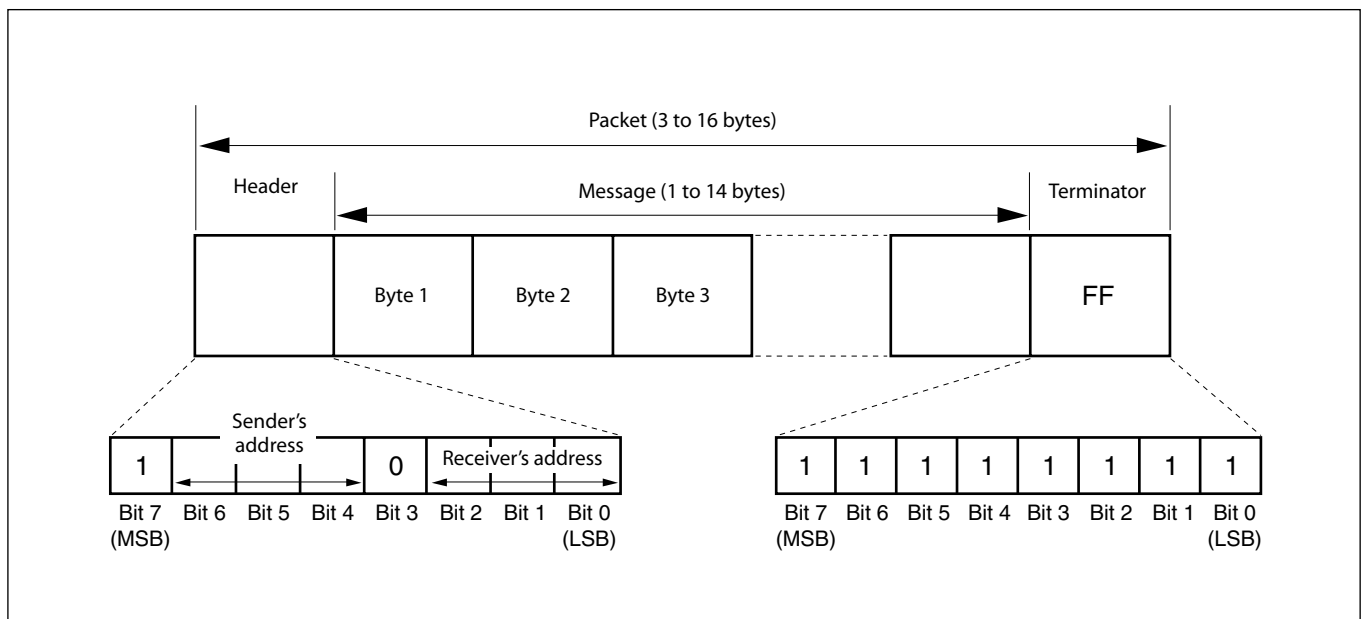 Packet (3 to 16 bytes)
Header
Message (1 to 14 bytes)
Terminator
Byte 1
Byte 2
Byte 3
FF
Sender's
address
1
0
Receiver's address
Bit 7
(MSB)
Bit 6
Bit 5
Bit 4
Bit 3
Bit 2
Bit 1
Bit 0
(LSB)
1 1 1 1 1 1 1 1
Bit 7
(MSB)
Bit 6
Bit 5
Bit 4
Bit 3
Bit 2
Bit 1
Bit 0
(LSB)